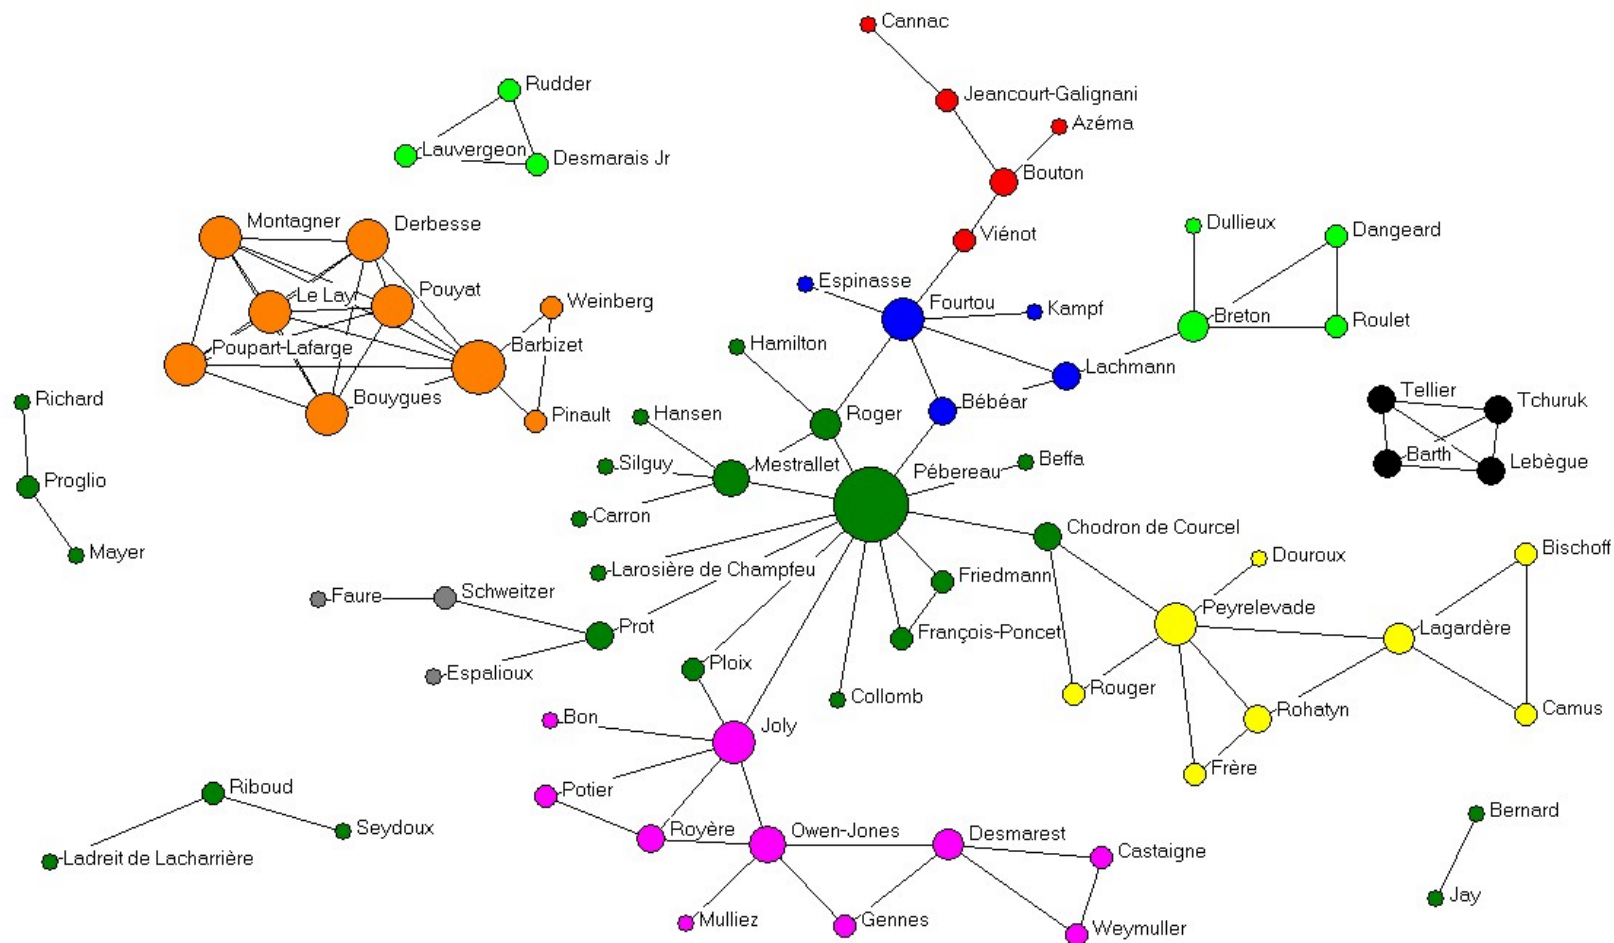 Cannac
Rudder
Jeancourt-Galignani
Azéma
Lauvergeon
Desmarais Jr
Bouton
Montagner
Derbesse
Dullieux
Dangeard
Viénot
Espinasse
Le Lay
Pouyat
Weinberg
Fourtou
Kampf
Breton
Roulet
Hamilton
Poupart-Lafarge
Barbizet
Lachmann
Richard
Bouygues
Pinault
Hansen
Roger
Bébéar
Tellier
Tchuruk
Silguy
Mestrallet
Pébereau
Beffa
Barth
Lebègue
Proglio
Carron
Chodron de Courcel
Mayer
Larosière de Champfeu
Friedmann
Douroux
Bischoff
Faure
Schweitzer
Peyrelevade
Prot
François-Poncet
Lagardère
Espalioux
Ploix
Collomb
Rouger
Rohatyn
Camus
Bon
Joly
Frère
Riboud
Potier
Seydoux
Royère
Owen-Jones
Desmarest
Bernard
Ladreit de Lacharrière
Castaigne
Mulliez
Gennes
Weymuller
Jay